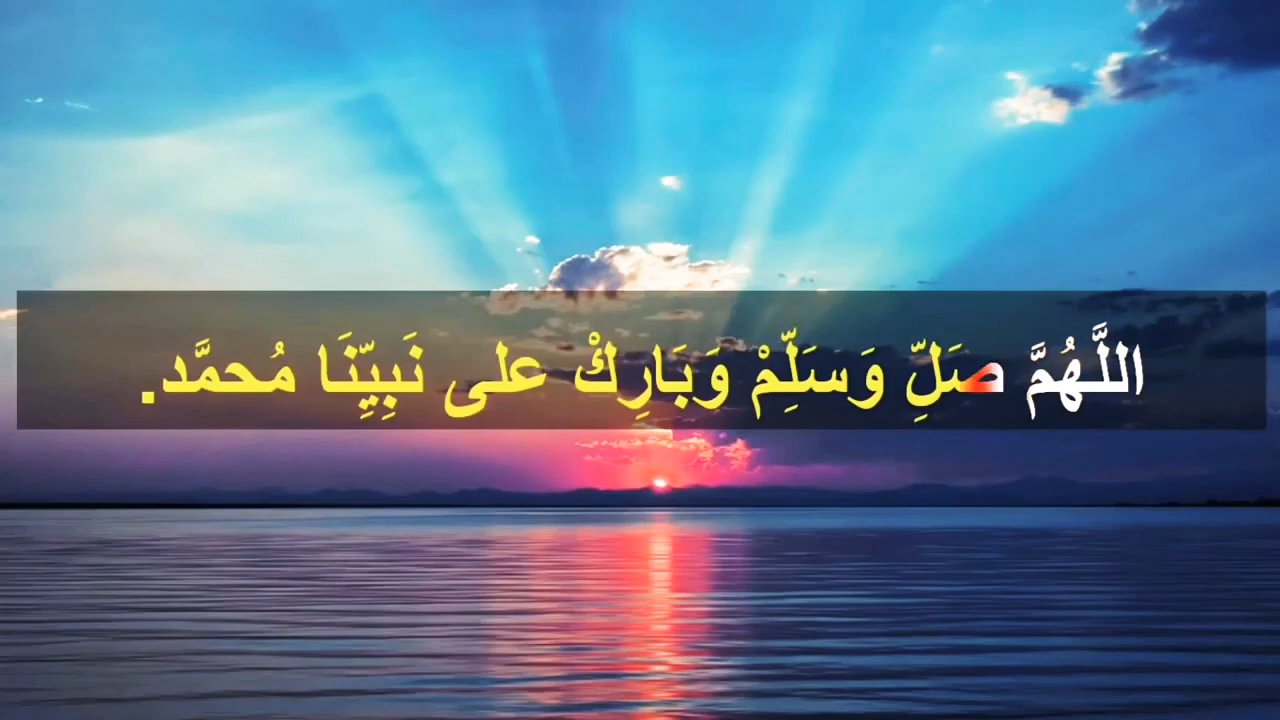 اللَّهُمَّ صَلِّ وَسَلِّمْ وَبَارِكْ على نَبِيِّنَا مُحمَّد.